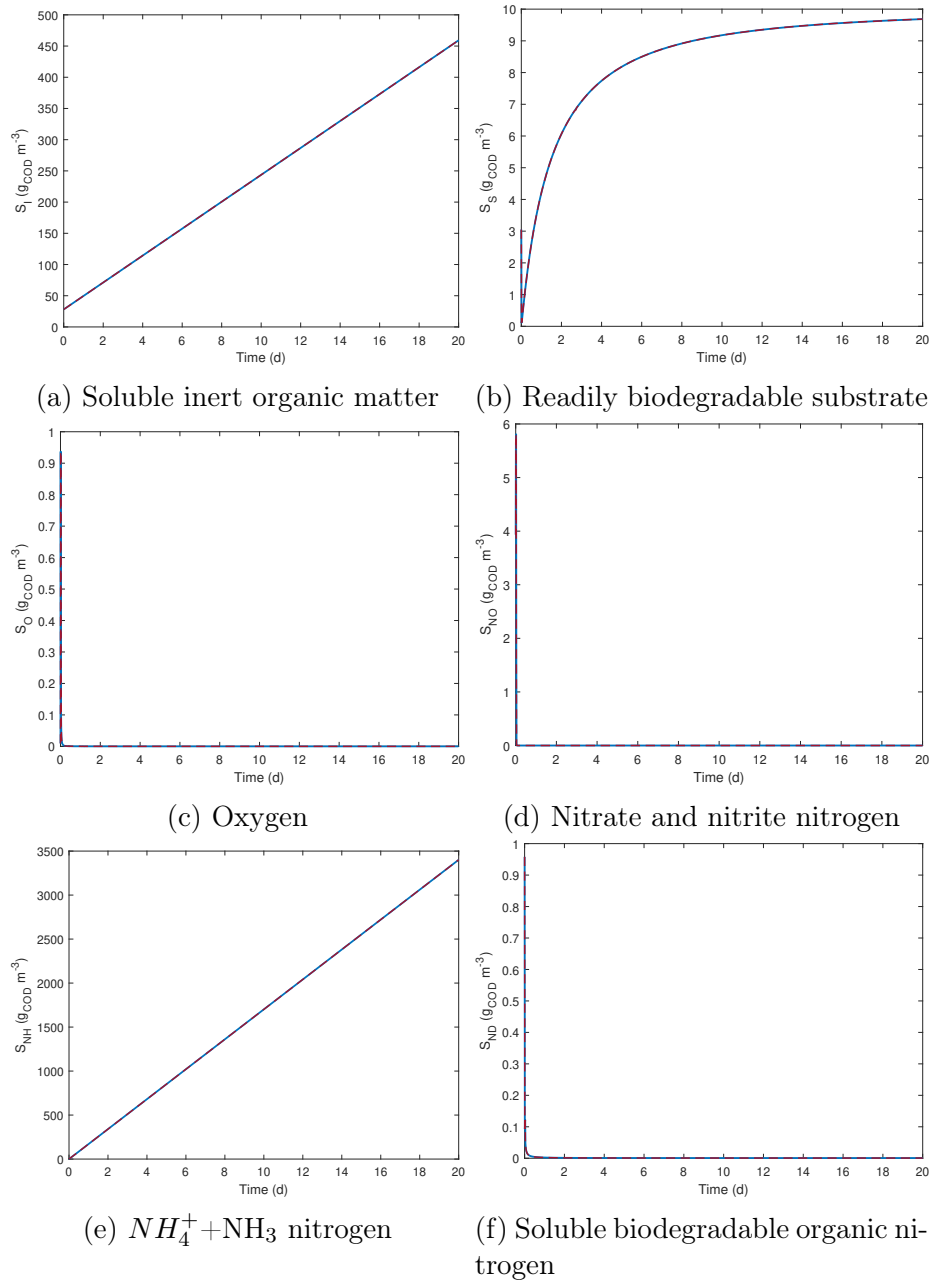 500
450
400
350
300
250
200
150
100
50
0
S_I (g_COD m^-3)
0 2 4 6 8 10 12 14 16 18 20
Time (d)
(a) Soluble inert organic matter
10
9
8
7
6
5
4
3
2
1
0
S_S (g_COD m^-3)
0 2 4 6 8 10 12 14 16 18 20
Time (d)
(b) Readily biodegradable substrate
1
0.9
0.8
0.7
0.6
0.5
0.4
0.3
0.2
0.1
0
S_O (g_COD m^-3)
0 2 4 6 8 10 12 14 16 18 20
Time (d)
(c) Oxygen
6
5
4
3
2
1
0
S_NO (g_COD m^-3)
0 2 4 6 8 10 12 14 16 18 20
Time (d)
(d) Nitrate and nitrite nitrogen
3500
3000
2500
2000
1500
1000
500
0
S_NH (g_COD m^-3)
0 2 4 6 8 10 12 14 16 18 20
Time (d)
(e) NH_4^+ +NH_3 nitrogen
1
0.9
0.8
0.7
0.6
0.5
0.4
0.3
0.2
0.1
0
S_ND (g_COD m^-3)
0 2 4 6 8 10 12 14 16 18 20
Time (d)
(f) Soluble biodegradable organic ni-
trogen